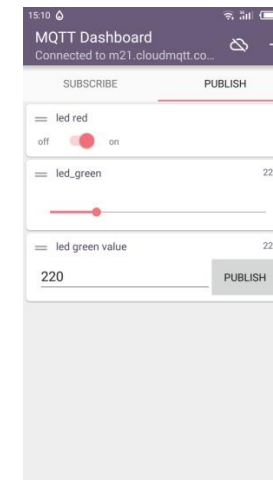 15:10
MQTT Dashboard
Connected to m21.cloudmqtt.co...
SUBSCRIBE PUBLISH
led red
off on
led_green 22
led green value 22
220 PUBLISH